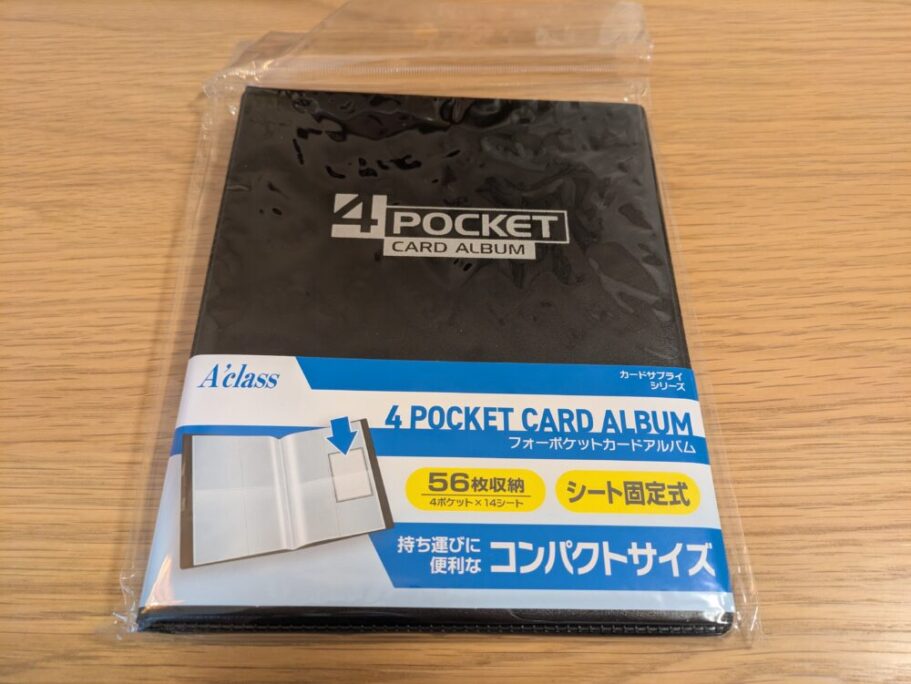 4 POCKET
CARD ALBUM
A'class
カードサプライ
シリーズ
4 POCKET CARD ALBUM
フォーポケットカードアルバム
56枚収納
4ポケット×14シート
シート固定式
持ち運びに
便利な
コンパクトサイズ